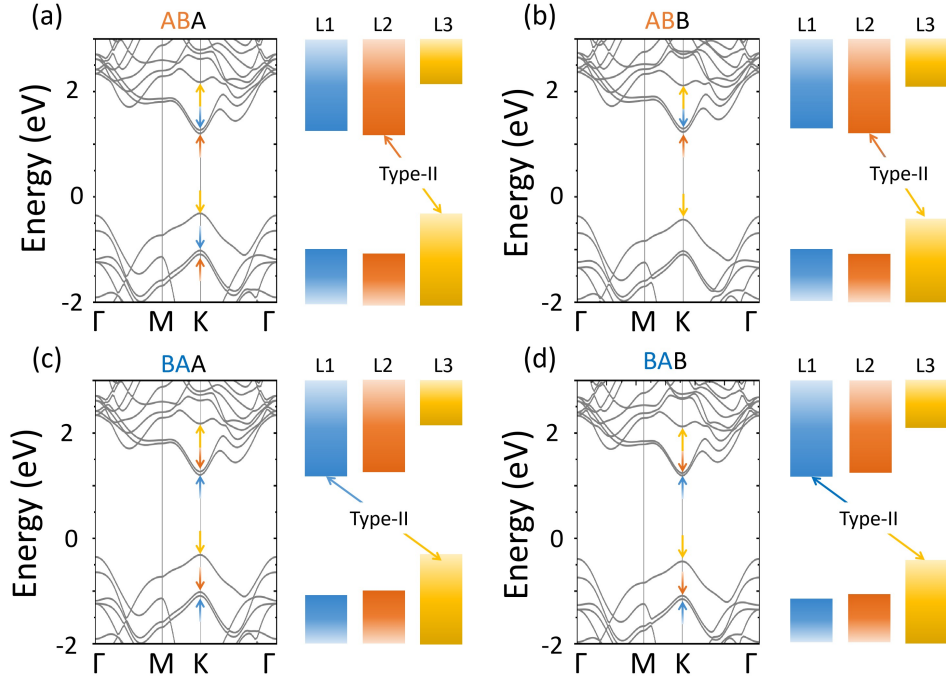 (a) ABA
L1 L2 L3
Energy (eV)
2
0
-2
Γ M K Γ
Type-II
(b) ABB
L1 L2 L3
Energy (eV)
2
0
-2
Γ M K Γ
Type-II
(c) BAA
L1 L2 L3
Energy (eV)
2
0
-2
Γ M K Γ
Type-II
(d) BAB
L1 L2 L3
Energy (eV)
2
0
-2
Γ M K Γ
Type-II